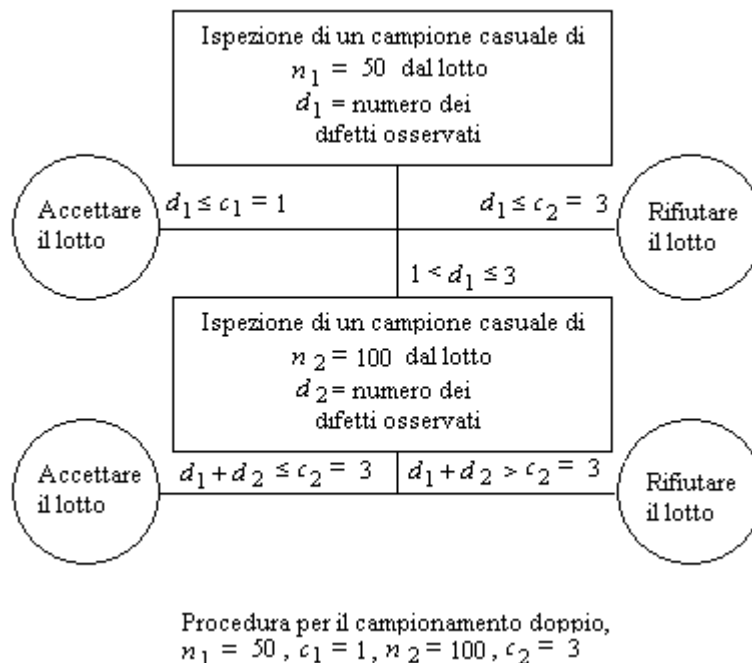 Ispezione di un campione casuale di
n1 = 50 dal lotto
d1 = numero dei
difetti osservati
Accettare
il lotto
d1 ≤ c1 = 1
d1 ≤ c2 = 3
Rifiutare
il lotto
1 < d1 ≤ 3
Ispezione di un campione casuale di
n2 = 100 dal lotto
d2 = numero dei
difetti osservati
Accettare
il lotto
d1 + d2 ≤ c2 = 3
d1 + d2 > c2 = 3
Rifiutare
il lotto
Procedura per il campionamento doppio,
n1 = 50 , c1 = 1 , n2 = 100 , c2 = 3